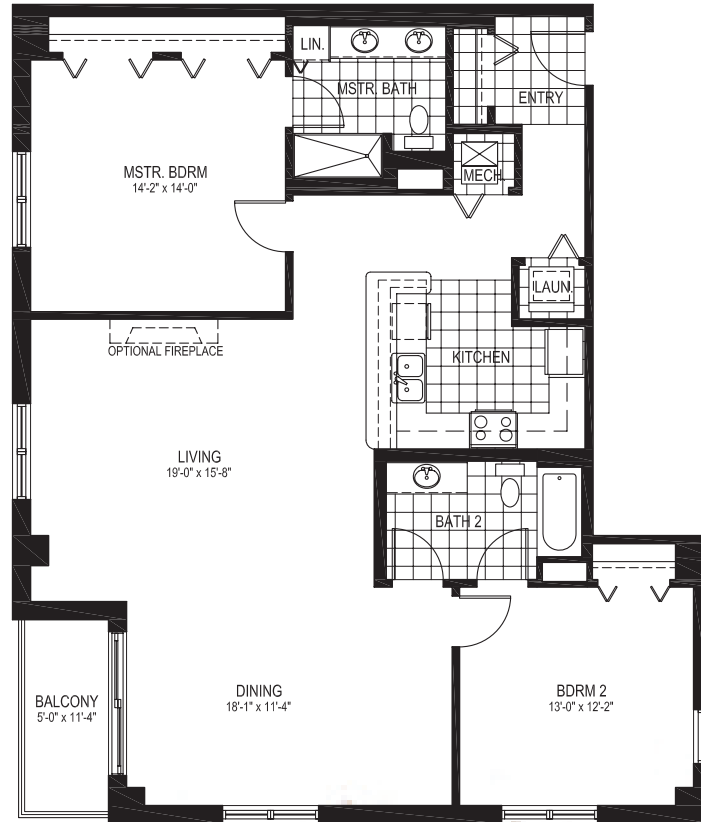 LIN.
MSTR. BATH
ENTRY
MSTR. BDRM
14'-2" x 14'-0"
MECH.
LAUN.
OPTIONAL FIREPLACE
KITCHEN
LIVING
19'-0" x 15'-8"
BATH 2
BALCONY
5'-0" x 11'-4"
DINING
18'-1" x 11'-4"
BDRM 2
13'-0" x 12'-2"